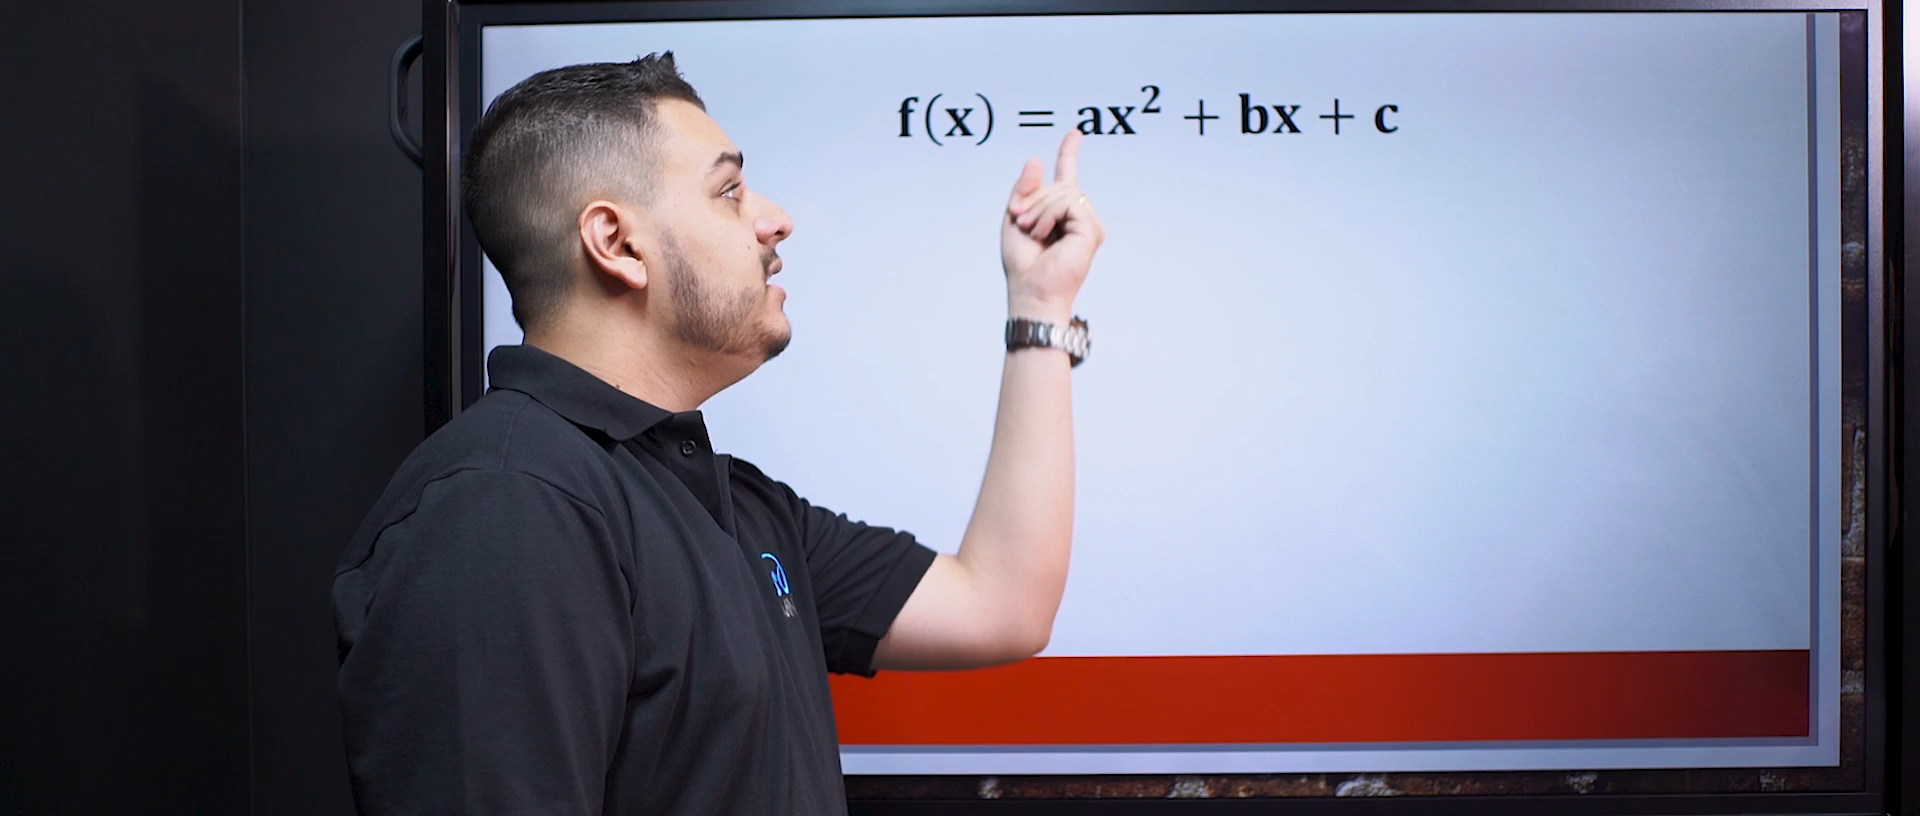 f(x) = ax² + bx + c